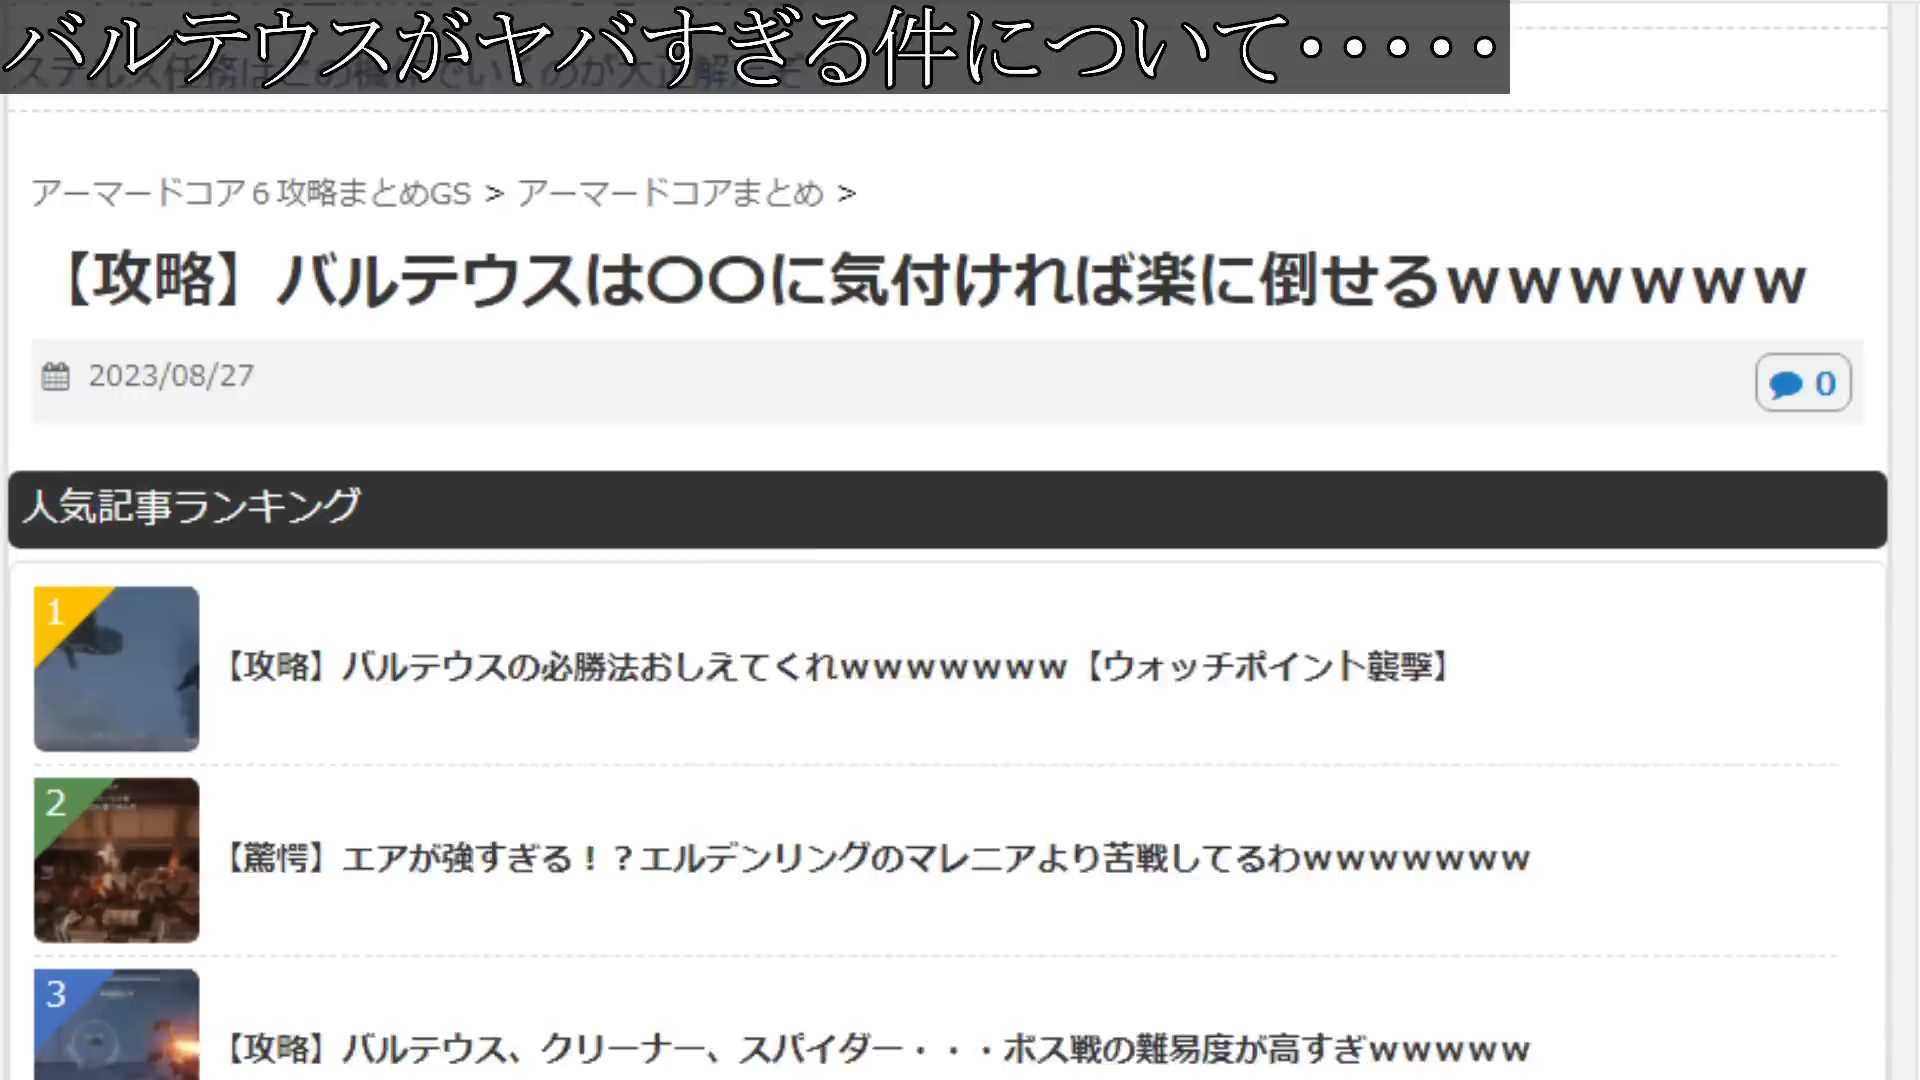 バルテウスがヤバすぎる件について・・・・・
アーマードコア６攻略まとめGS > アーマードコアまとめ >
【攻略】バルテウスは〇〇に気付ければ楽に倒せるｗｗｗｗｗｗ
2023/08/27
0
人気記事ランキング
1
【攻略】バルテウスの必勝法おしえてくれｗｗｗｗｗｗｗ【ウォッチポイント襲撃】
2
【驚愕】エアが強すぎる！？エルデンリングのマレニアより苦戦してるわｗｗｗｗｗｗｗ
3
【攻略】バルテウス、クリーナー、スパイダー・・・ボス戦の難易度が高すぎｗｗｗｗｗ